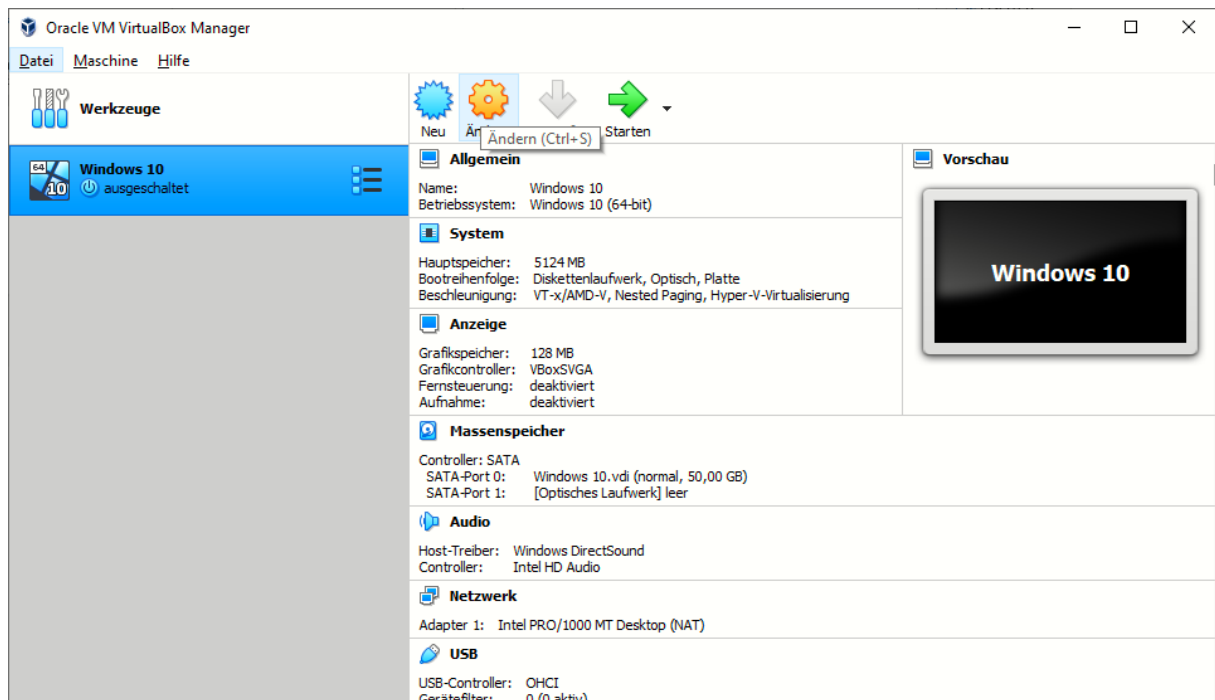 Oracle VM VirtualBox Manager
Datei Maschine Hilfe
Werkzeuge
Neu
Starten
Ändern (Ctrl+S)
64
10
Windows 10
ausgeschaltet
Allgemein
Name: Windows 10
Betriebssystem: Windows 10 (64-bit)
System
Hauptspeicher: 5124 MB
Bootreihenfolge: Diskettenlaufwerk, Optisch, Platte
Beschleunigung: VT-x/AMD-V, Nested Paging, Hyper-V-Virtualisierung
Anzeige
Grafikspeicher: 128 MB
Grafikcontroller: VBoxSVGA
Fernsteuerung: deaktiviert
Aufnahme: deaktiviert
Vorschau
Windows 10
Massenspeicher
Controller: SATA
SATA-Port 0: Windows 10.vdi (normal, 50,00 GB)
SATA-Port 1: [Optisches Laufwerk] leer
Audio
Host-Treiber: Windows DirectSound
Controller: Intel HD Audio
Netzwerk
Adapter 1: Intel PRO/1000 MT Desktop (NAT)
USB
USB-Controller: OHCI
Gerätefilter: 0 (0 aktiv)